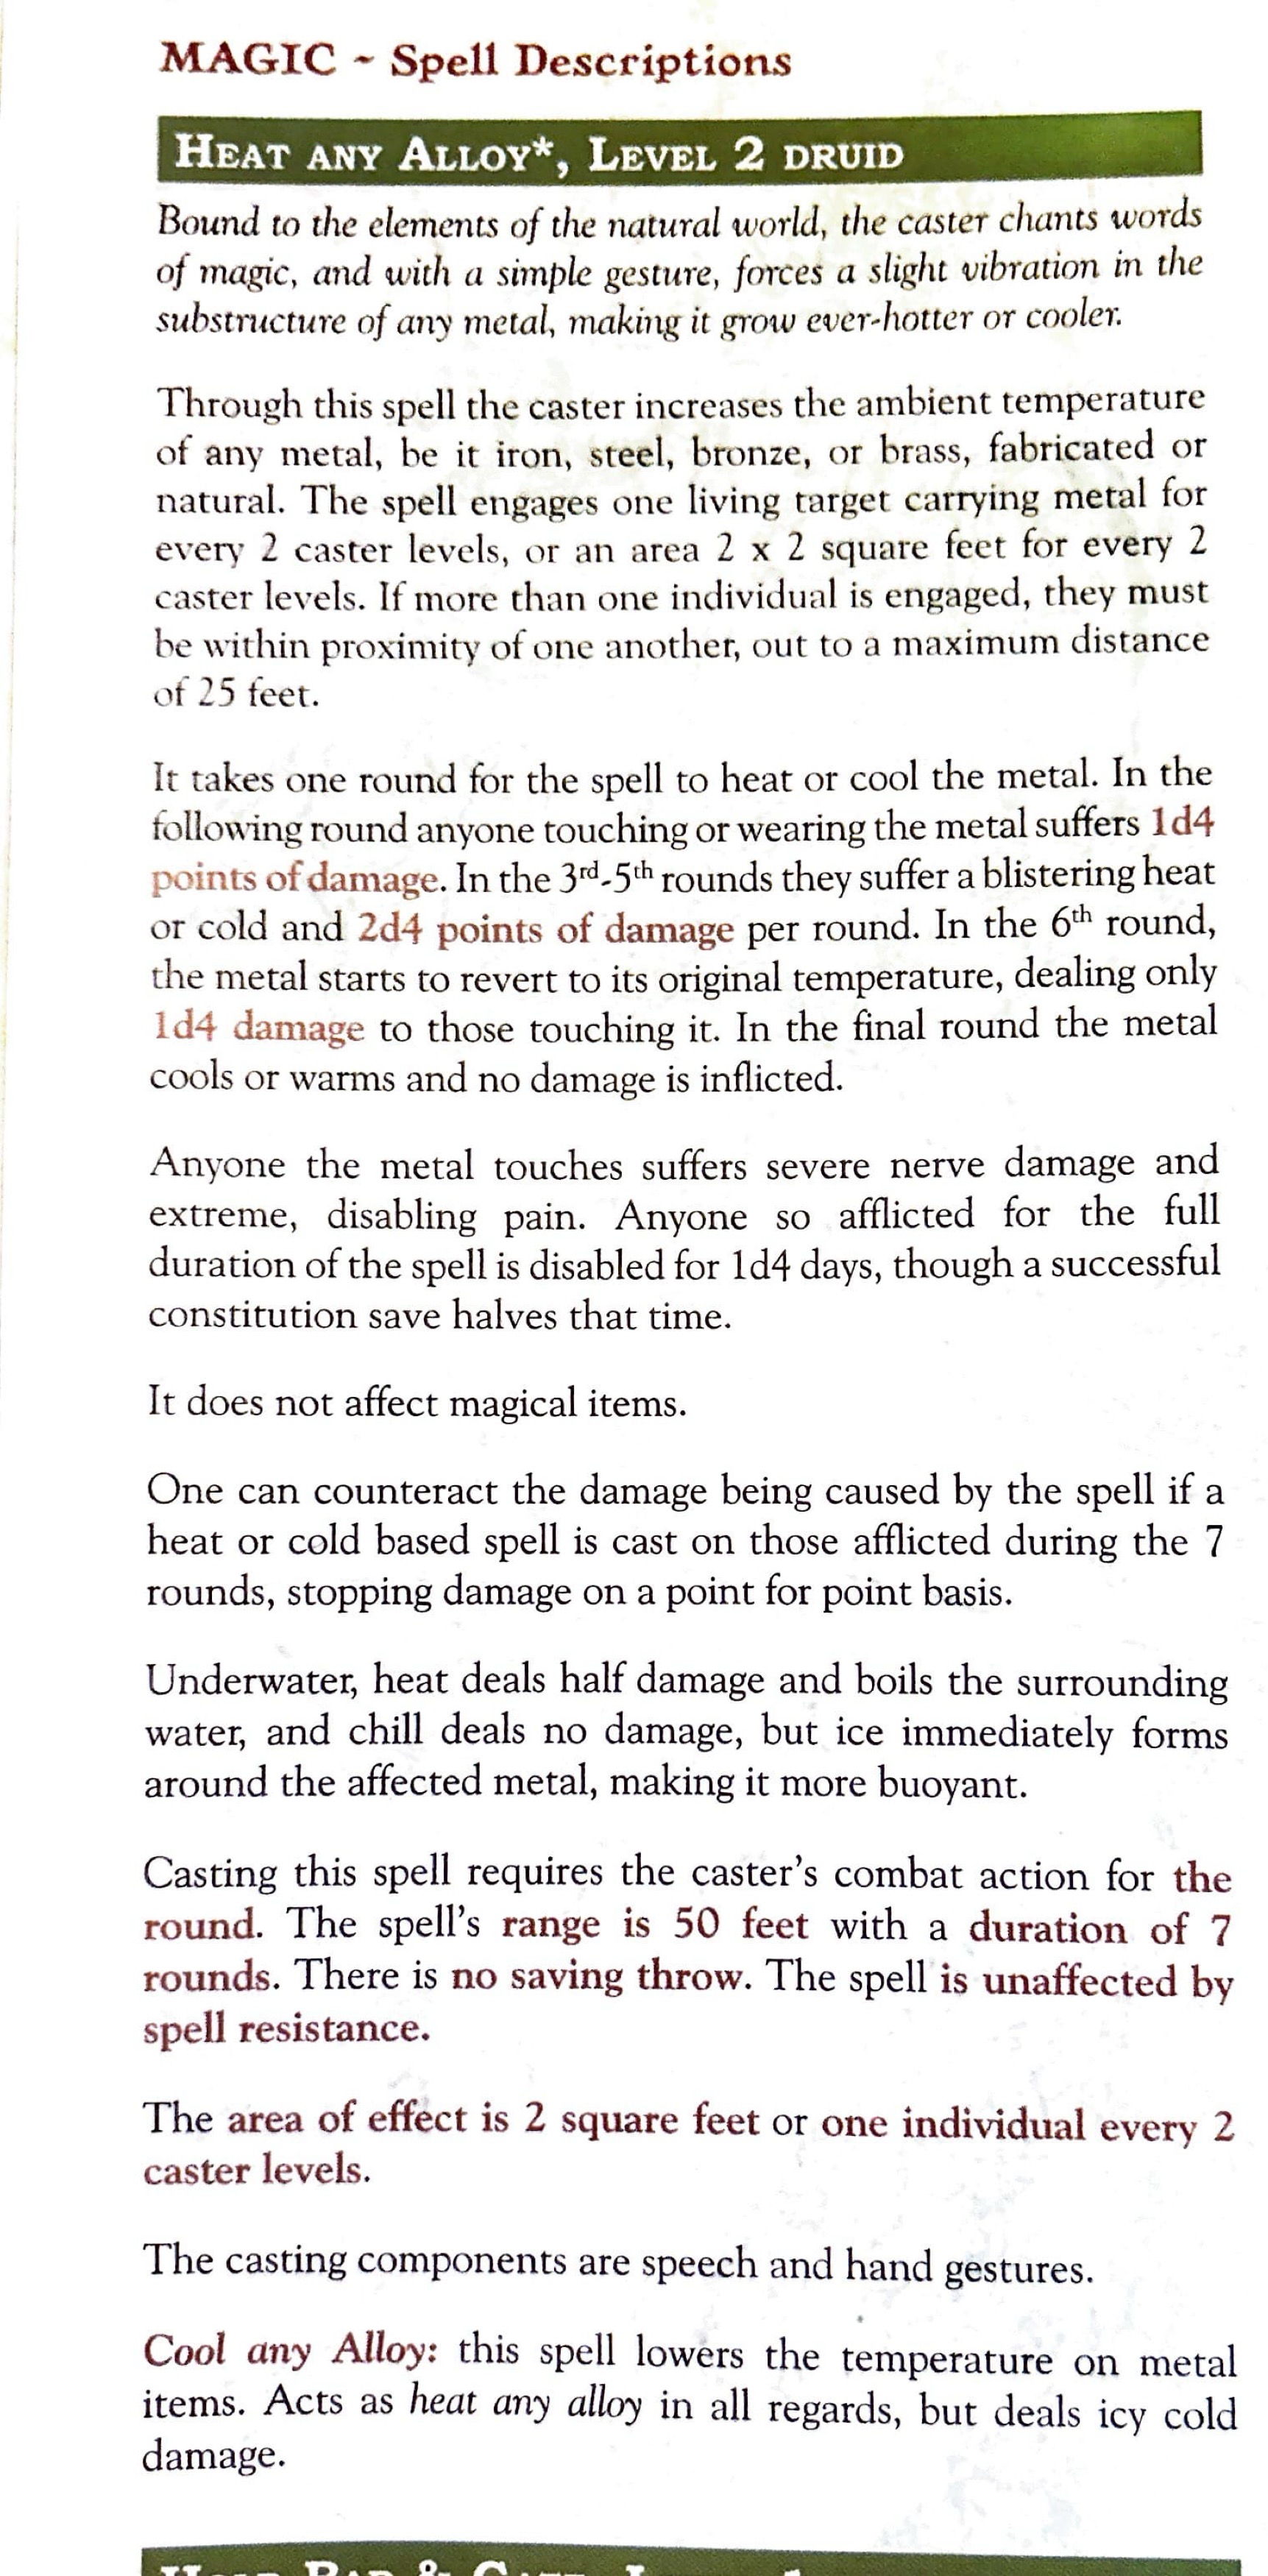 MAGIC ~ Spell Descriptions
HEAT ANY ALLOY*, LEVEL 2 DRUID
Bound to the elements of the natural world, the caster chants words
of magic, and with a simple gesture, forces a slight vibration in the
substructure of any metal, making it grow ever-hotter or cooler.
Through this spell the caster increases the ambient temperature
of any metal, be it iron, steel, bronze, or brass, fabricated or
natural. The spell engages one living target carrying metal for
every 2 caster levels, or an area 2 x 2 square feet for every 2
caster levels. If more than one individual is engaged, they must
be within proximity of one another, out to a maximum distance
of 25 feet.
It takes one round for the spell to heat or cool the metal. In the
following round anyone touching or wearing the metal suffers 1d4
points of damage. In the 3rd-5th rounds they suffer a blistering heat
or cold and 2d4 points of damage per round. In the 6th round,
the metal starts to revert to its original temperature, dealing only
1d4 damage to those touching it. In the final round the metal
cools or warms and no damage is inflicted.
Anyone the metal touches suffers severe nerve damage and
extreme, disabling pain. Anyone so afflicted for the full
duration of the spell is disabled for 1d4 days, though a successful
constitution save halves that time.
It does not affect magical items.
One can counteract the damage being caused by the spell if a
heat or cold based spell is cast on those afflicted during the 7
rounds, stopping damage on a point for point basis.
Underwater, heat deals half damage and boils the surrounding
water, and chill deals no damage, but ice immediately forms
around the affected metal, making it more buoyant.
Casting this spell requires the caster's combat action for the
round. The spell's range is 50 feet with a duration of 7
rounds. There is no saving throw. The spell is unaffected by
spell resistance.
The area of effect is 2 square feet or one individual every 2
caster levels.
The casting components are speech and hand gestures.
Cool any Alloy: this spell lowers the temperature on metal
items. Acts as heat any alloy in all regards, but deals icy cold
damage.